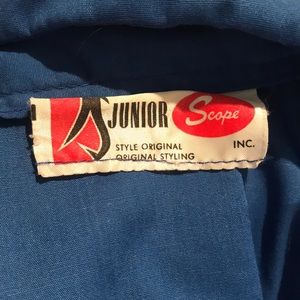 JUNIOR Scope
STYLE ORIGINAL INC.
ORIGINAL STYLING